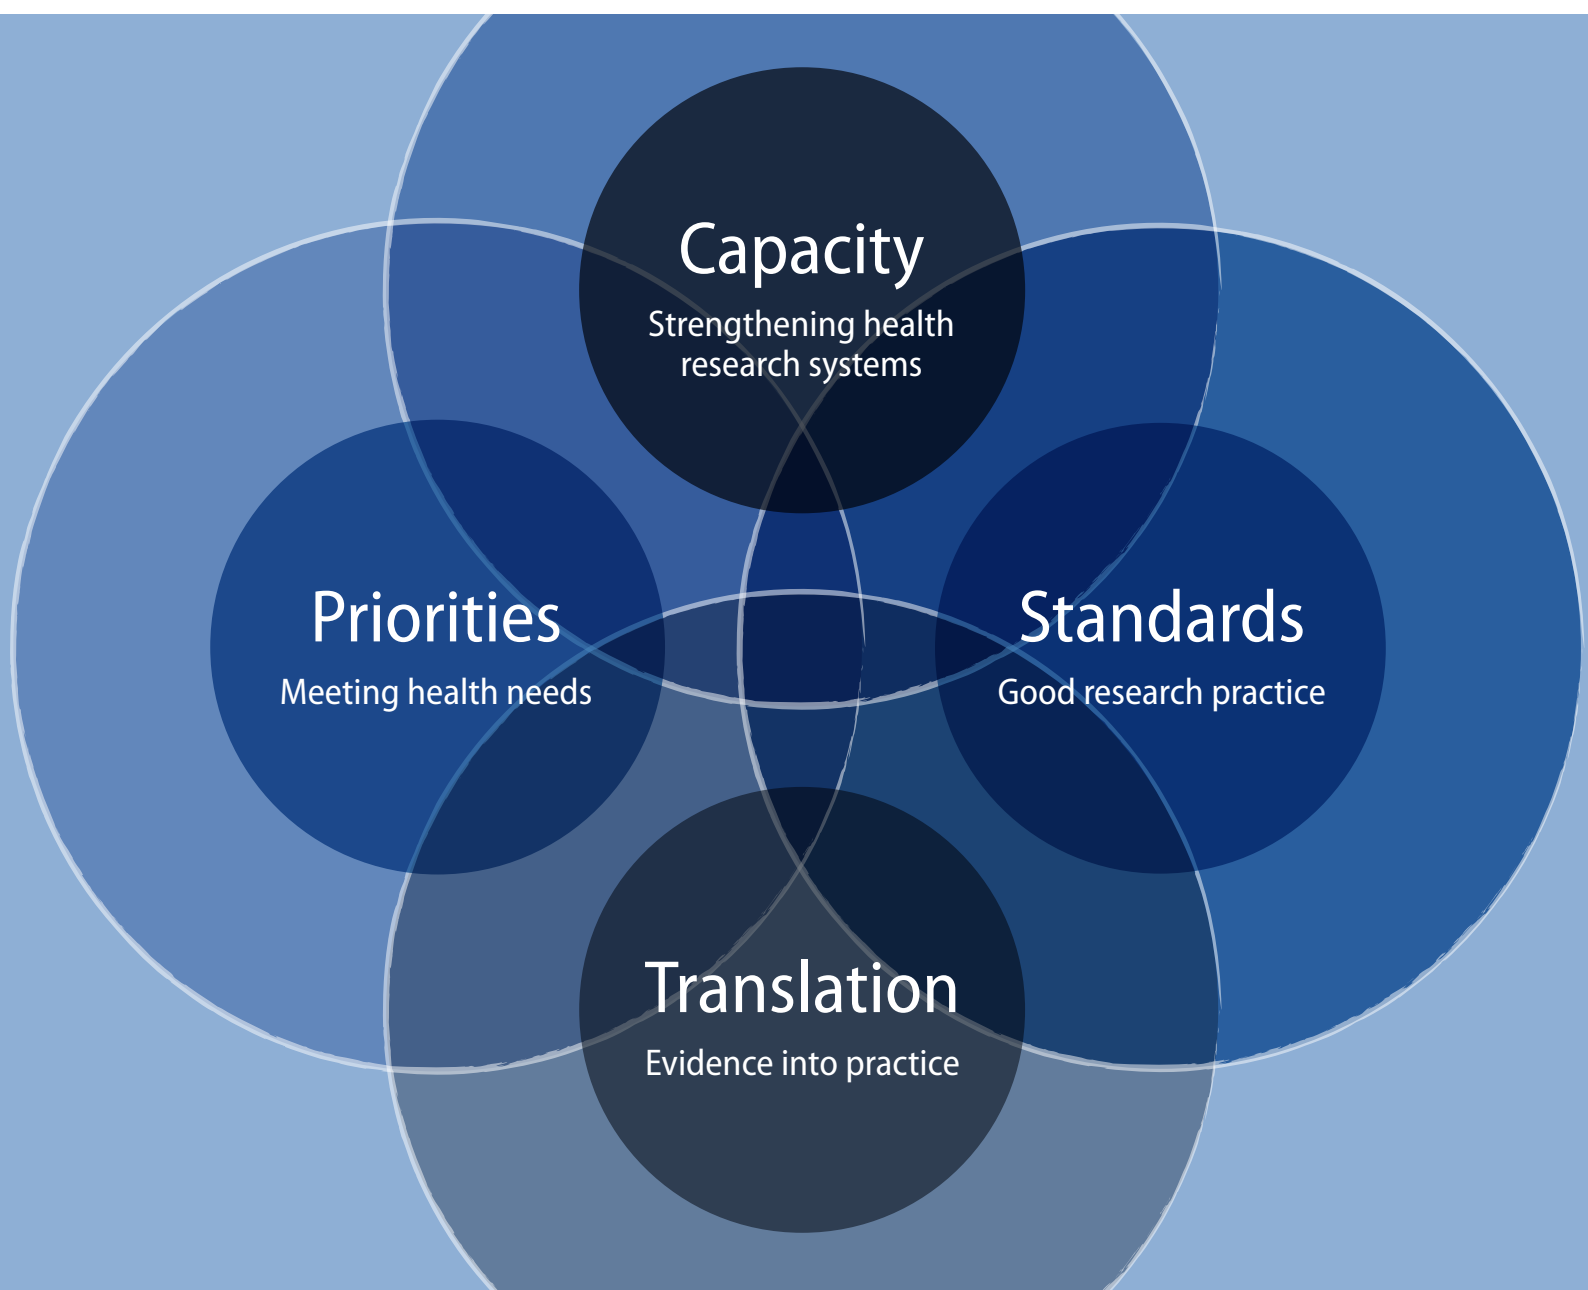 Capacity
Strengthening health
research systems
Priorities
Meeting health needs
Standards
Good research practice
Translation
Evidence into practice